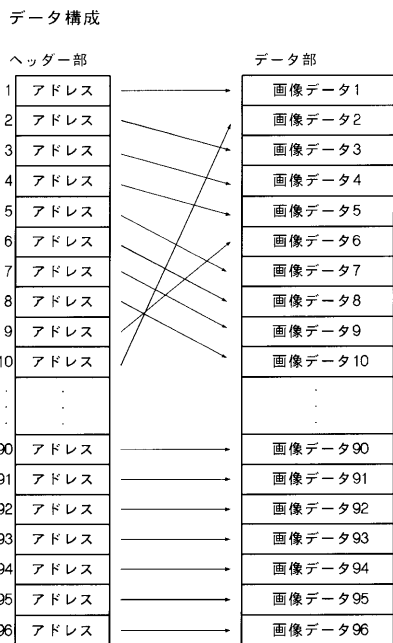 データ構成
ヘッダー部 データ部
1 アドレス 画像データ1
2 アドレス 画像データ2
3 アドレス 画像データ3
4 アドレス 画像データ4
5 アドレス 画像データ5
6 アドレス 画像データ6
7 アドレス 画像データ7
8 アドレス 画像データ8
9 アドレス 画像データ9
10 アドレス 画像データ10
90 アドレス 画像データ90
91 アドレス 画像データ91
92 アドレス 画像データ92
93 アドレス 画像データ93
94 アドレス 画像データ94
95 アドレス 画像データ95
96 アドレス 画像データ96